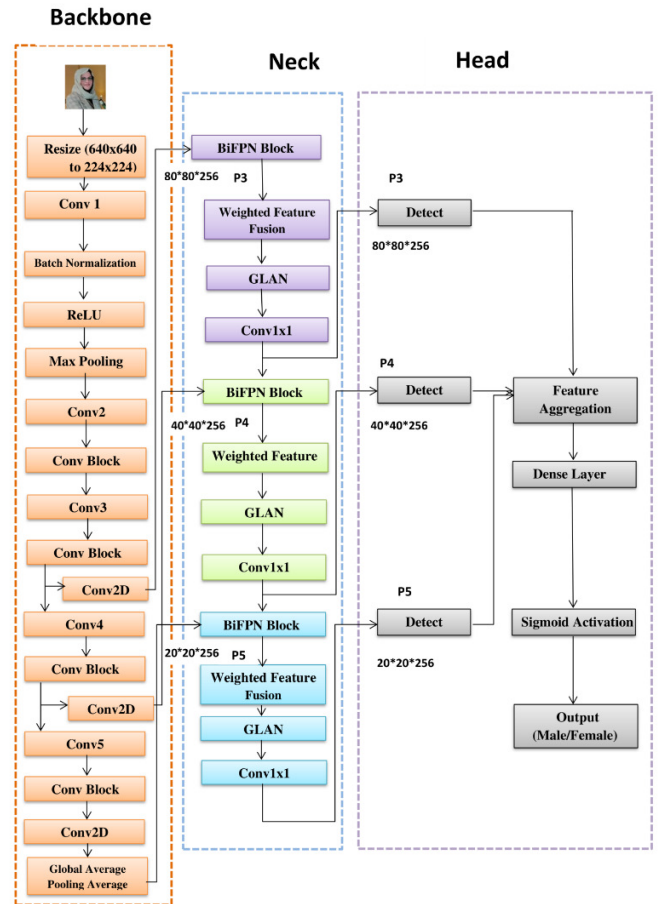 Backbone
Resize (640x640
to 224x224)
Conv 1
Batch Normalization
ReLU
Max Pooling
Conv2
Conv Block
Conv3
Conv Block
Conv2D
Conv4
Conv Block
Conv2D
Conv5
Conv Block
Conv2D
Global Average
Pooling Average
Neck
BiFPN Block
80*80*256
P3
Weighted Feature
Fusion
GLAN
Conv1x1
BiFPN Block
40*40*256
P4
Weighted Feature
GLAN
Conv1x1
BiFPN Block
20*20*256
P5
Weighted Feature
Fusion
GLAN
Conv1x1
Head
P3
Detect
80*80*256
P4
Detect
40*40*256
P5
Detect
20*20*256
Feature
Aggregation
Dense Layer
Sigmoid Activation
Output
(Male/Female)